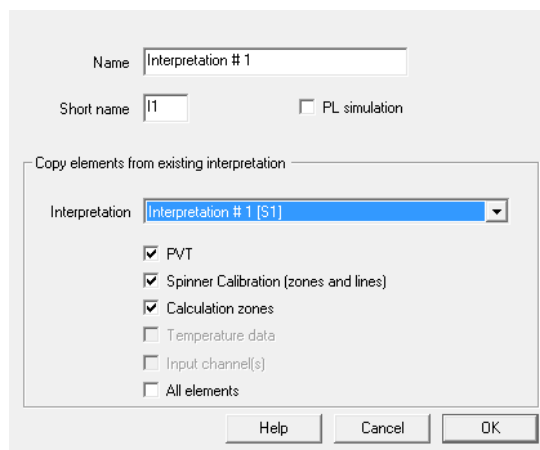 Name Interpretation # 1
Short name I1 PL simulation
Copy elements from existing interpretation
Interpretation Interpretation # 1 [S1]
PVT
Spinner Calibration (zones and lines)
Calculation zones
Temperature data
Input channel(s)
All elements
Help Cancel OK